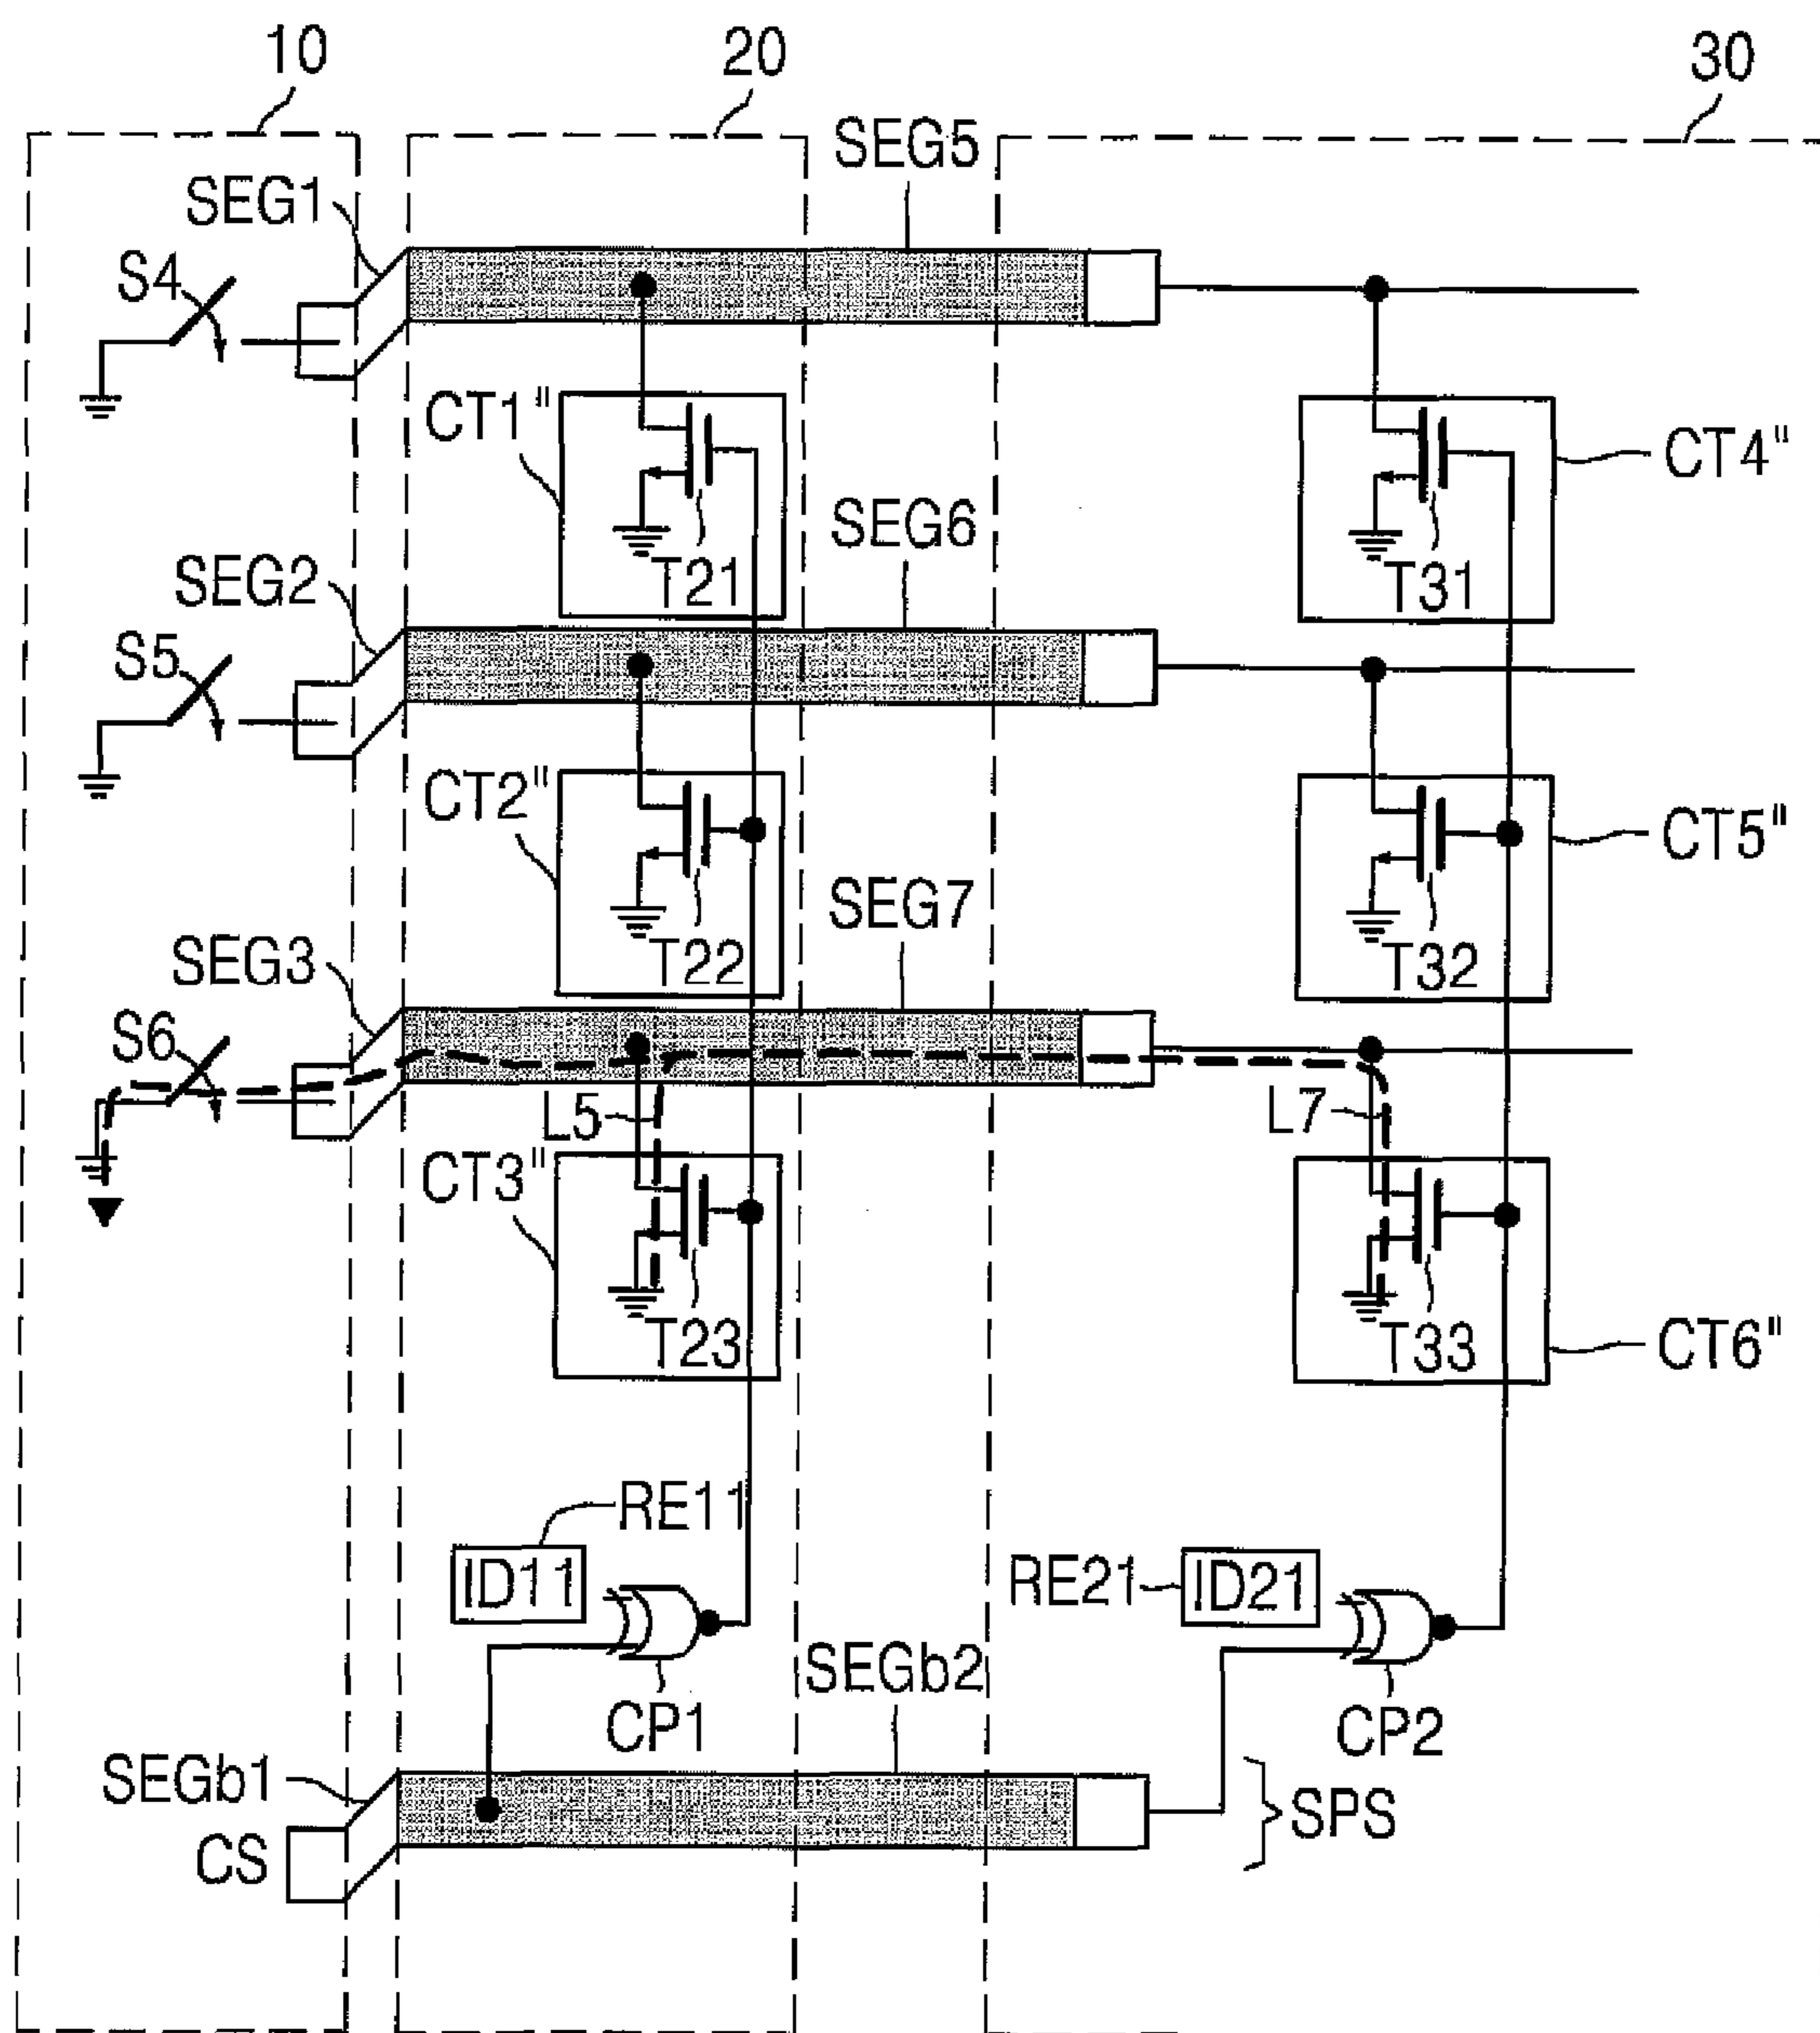 10
20
30
SEG5
SEG1
S4
CT1"
CT4"
T21
T31
SEG6
SEG2
S5
CT2"
CT5"
T22
T32
SEG7
SEG3
S6
L5
L7
CT3"
T23
T33
CT6"
RE11
ID11
RE21
ID21
CP1
SEGb2
CP2
SEGb1
CS
SPS